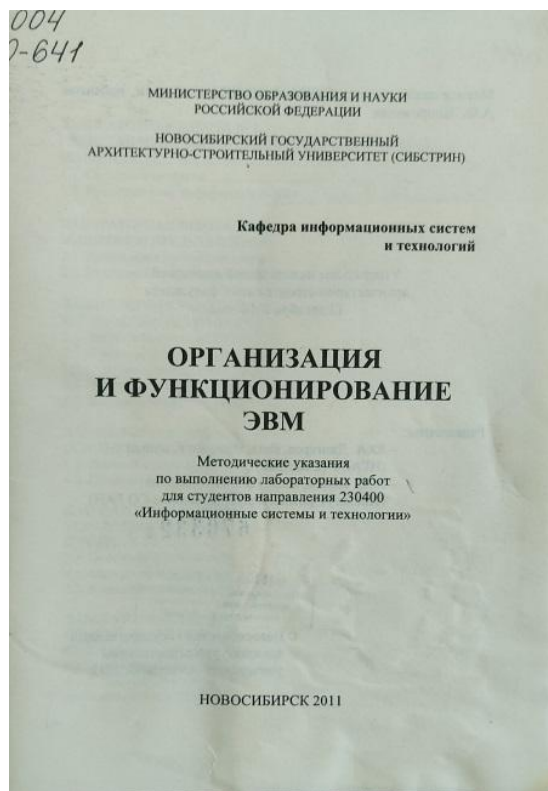 004
О-641
МИНИСТЕРСТВО ОБРАЗОВАНИЯ И НАУКИ
РОССИЙСКОЙ ФЕДЕРАЦИИ
НОВОСИБИРСКИЙ ГОСУДАРСТВЕННЫЙ
АРХИТЕКТУРНО-СТРОИТЕЛЬНЫЙ УНИВЕРСИТЕТ (СИБСТРИН)
Кафедра информационных систем
и технологий
ОРГАНИЗАЦИЯ
И ФУНКЦИОНИРОВАНИЕ
ЭВМ
Методические указания
по выполнению лабораторных работ
для студентов направления 230400
«Информационные системы и технологии»
НОВОСИБИРСК 2011